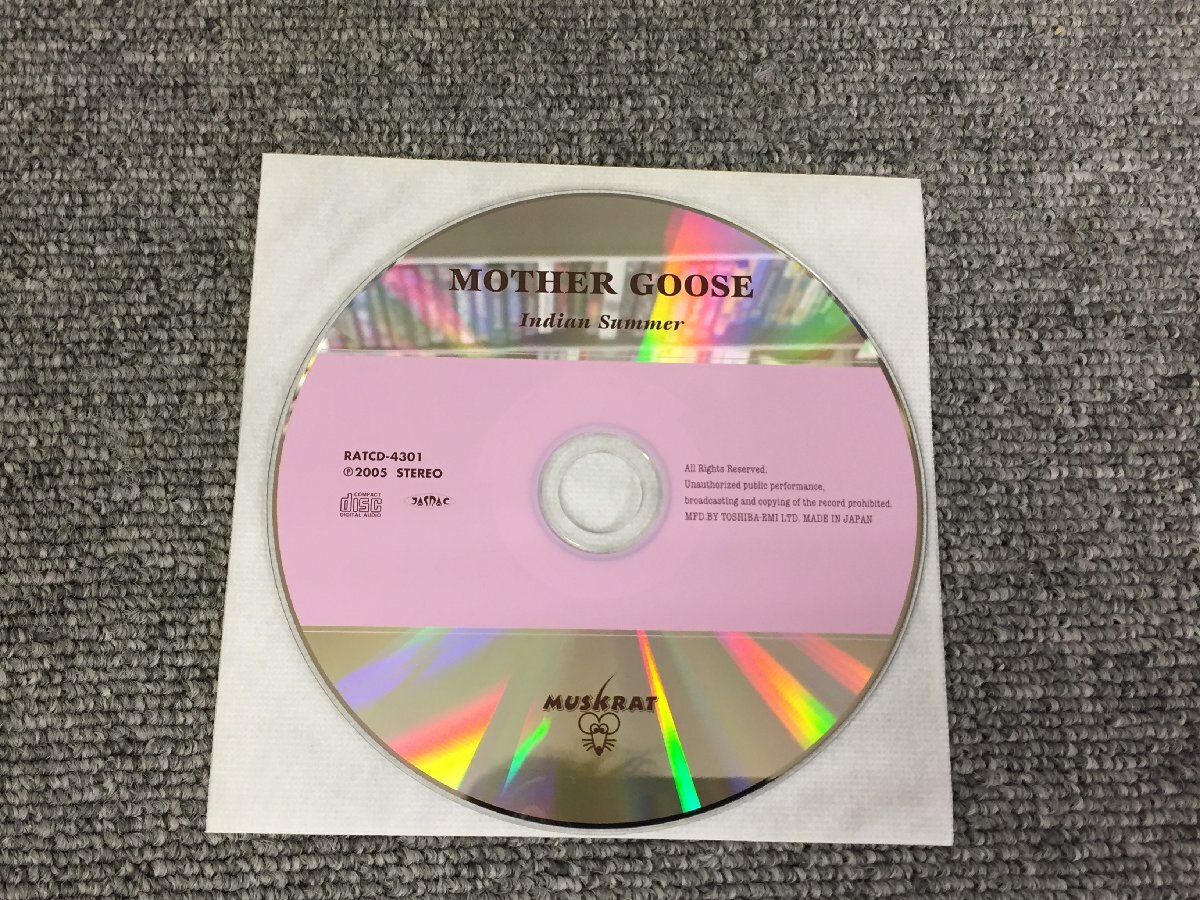 MOTHER GOOSE
Indian Summer
RATCD-4301
℗2005 STEREO
COMPACT
disc
DIGITAL AUDIO
JASRAC
All Rights Reserved.
Unauthorized public performance,
broadcasting and copying of the record prohibited.
MFD.BY TOSHIBA-EMI LTD. MADE IN JAPAN
MUSKRAT